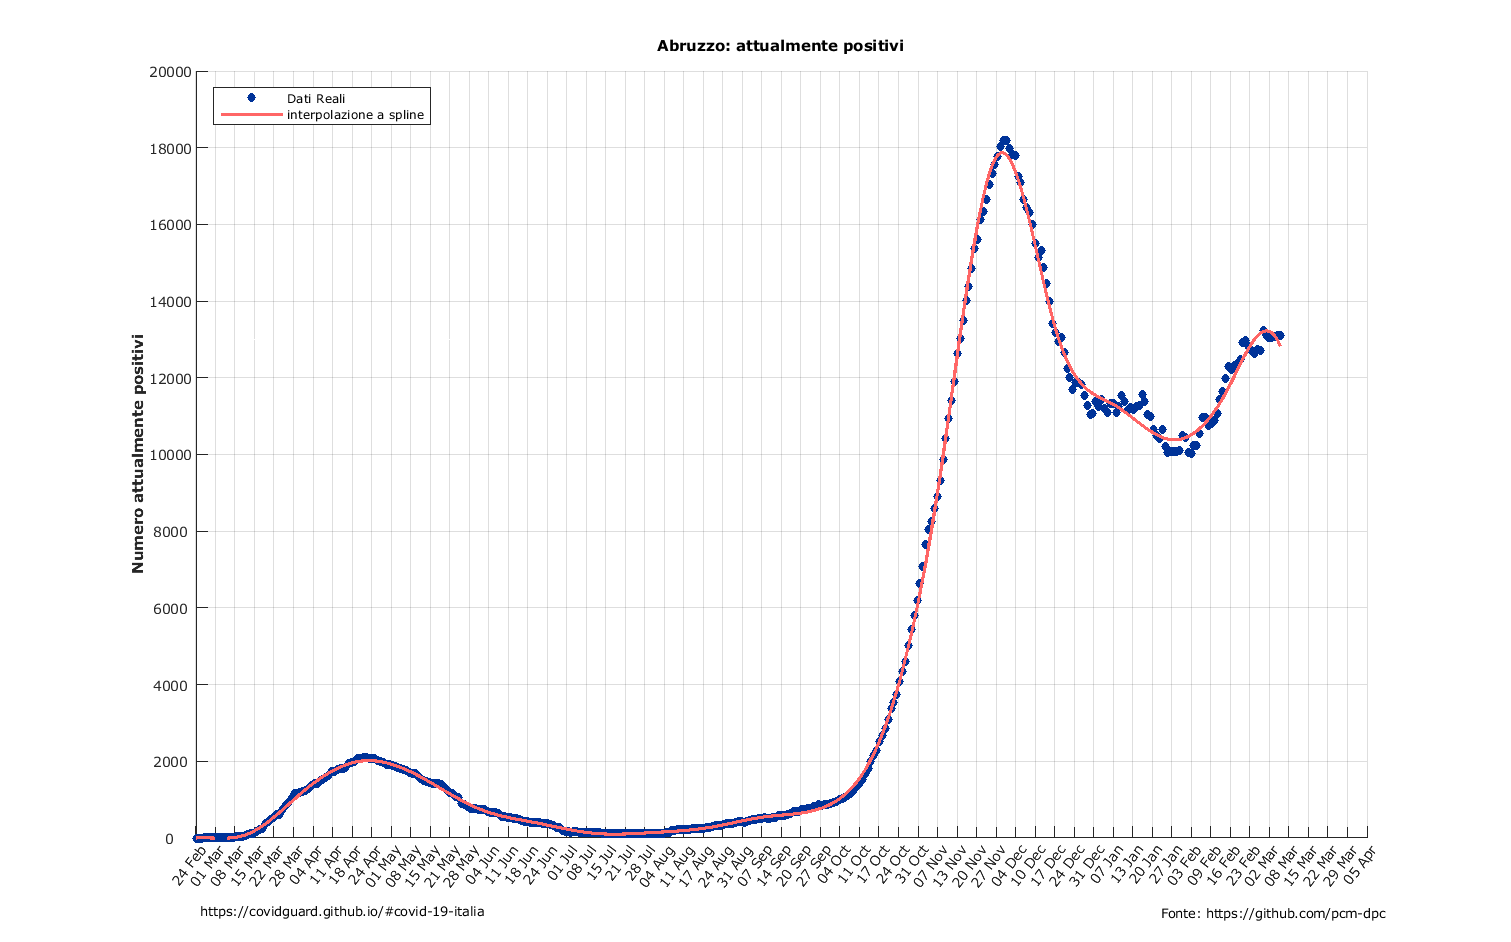 Abruzzo: attualmente positivi
Dati Reali
interpolazione a spline
Numero attualmente positivi
20000
18000
16000
14000
12000
10000
8000
6000
4000
2000
0
24 Feb
01 Mar
08 Mar
15 Mar
22 Mar
28 Mar
04 Apr
11 Apr
18 Apr
24 Apr
01 May
08 May
15 May
21 May
28 May
04 Jun
11 Jun
18 Jun
24 Jun
01 Jul
08 Jul
15 Jul
21 Jul
28 Jul
04 Aug
11 Aug
17 Aug
24 Aug
31 Aug
07 Sep
14 Sep
20 Sep
27 Sep
04 Oct
11 Oct
17 Oct
24 Oct
31 Oct
07 Nov
13 Nov
20 Nov
27 Nov
04 Dec
10 Dec
17 Dec
24 Dec
31 Dec
07 Jan
13 Jan
20 Jan
27 Jan
03 Feb
09 Feb
16 Feb
23 Feb
02 Mar
08 Mar
15 Mar
22 Mar
29 Mar
05 Apr
https://covidguard.github.io/#covid-19-italia
Fonte: https://github.com/pcm-dpc